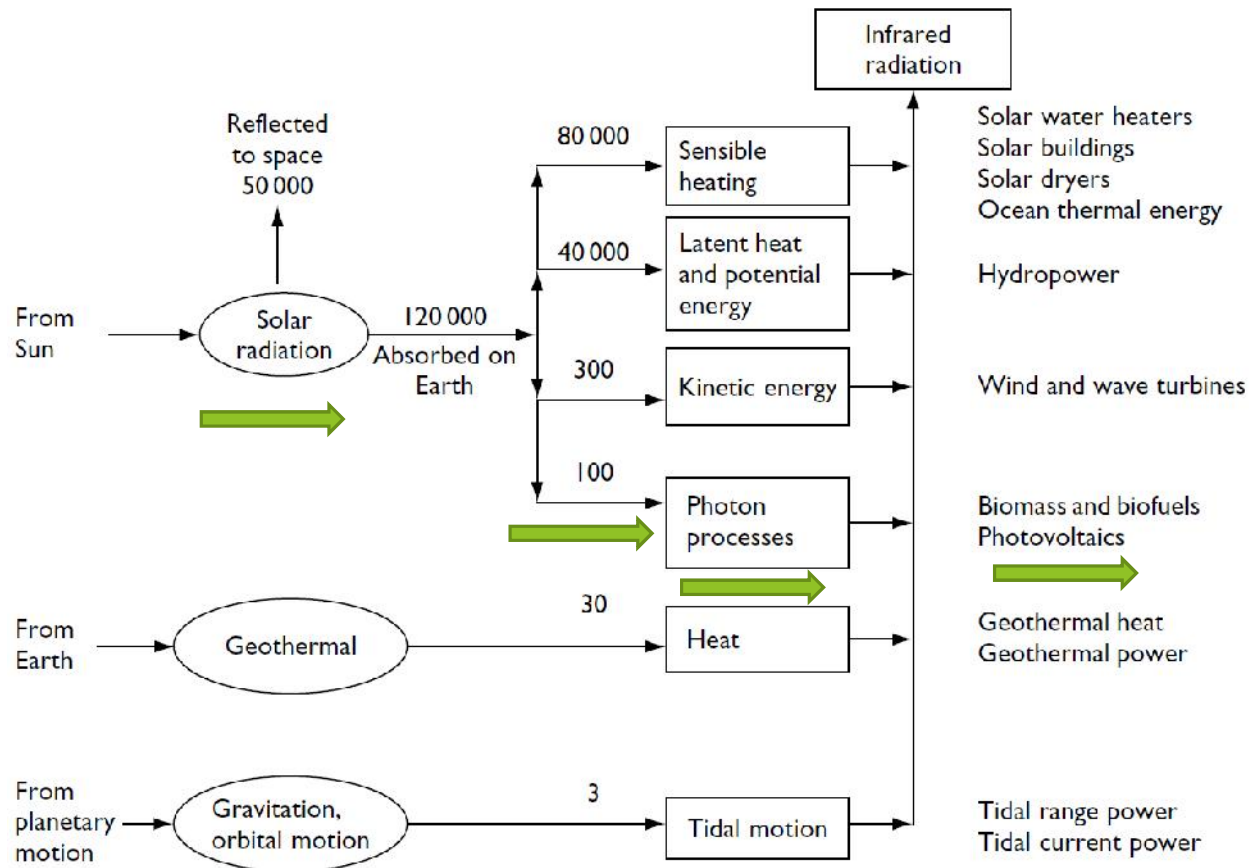 Infrared
radiation
Reflected
to space
50 000
80 000
Sensible
heating
Solar water heaters
Solar buildings
Solar dryers
Ocean thermal energy
40 000
Latent heat
and potential
energy
Hydropower
From
Sun
Solar
radiation
120 000
Absorbed on
Earth
300
Kinetic energy
Wind and wave turbines
100
Photon
processes
Biomass and biofuels
Photovoltaics
From
Earth
Geothermal
30
Heat
Geothermal heat
Geothermal power
From
planetary
motion
Gravitation,
orbital motion
3
Tidal motion
Tidal range power
Tidal current power